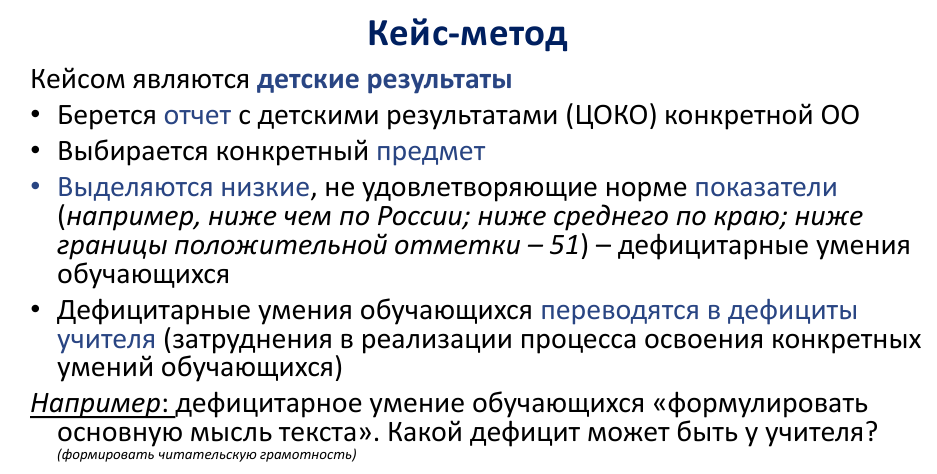 Кейс-метод
Кейсом являются детские результаты
• Берется отчет с детскими результатами (ЦОКО) конкретной ОО
• Выбирается конкретный предмет
• Выделяются низкие, не удовлетворяющие норме показатели
(например, ниже чем по России; ниже среднего по краю; ниже
границы положительной отметки – 51) – дефицитарные умения
обучающихся
• Дефицитарные умения обучающихся переводятся в дефициты
учителя (затруднения в реализации процесса освоения конкретных
умений обучающихся)
Например: дефицитарное умение обучающихся «формулировать
основную мысль текста». Какой дефицит может быть у учителя?
(формировать читательскую грамотность)